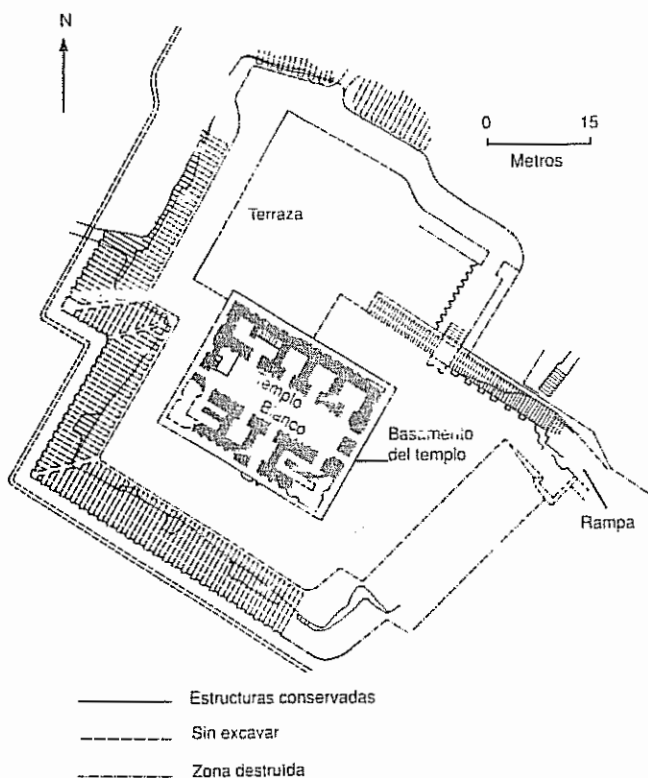 N
0 15
Metros
Terraza
Templo
Blanco
Basamento
del templo
Rampa
Estructuras conservadas
Sin excavar
Zona destruida